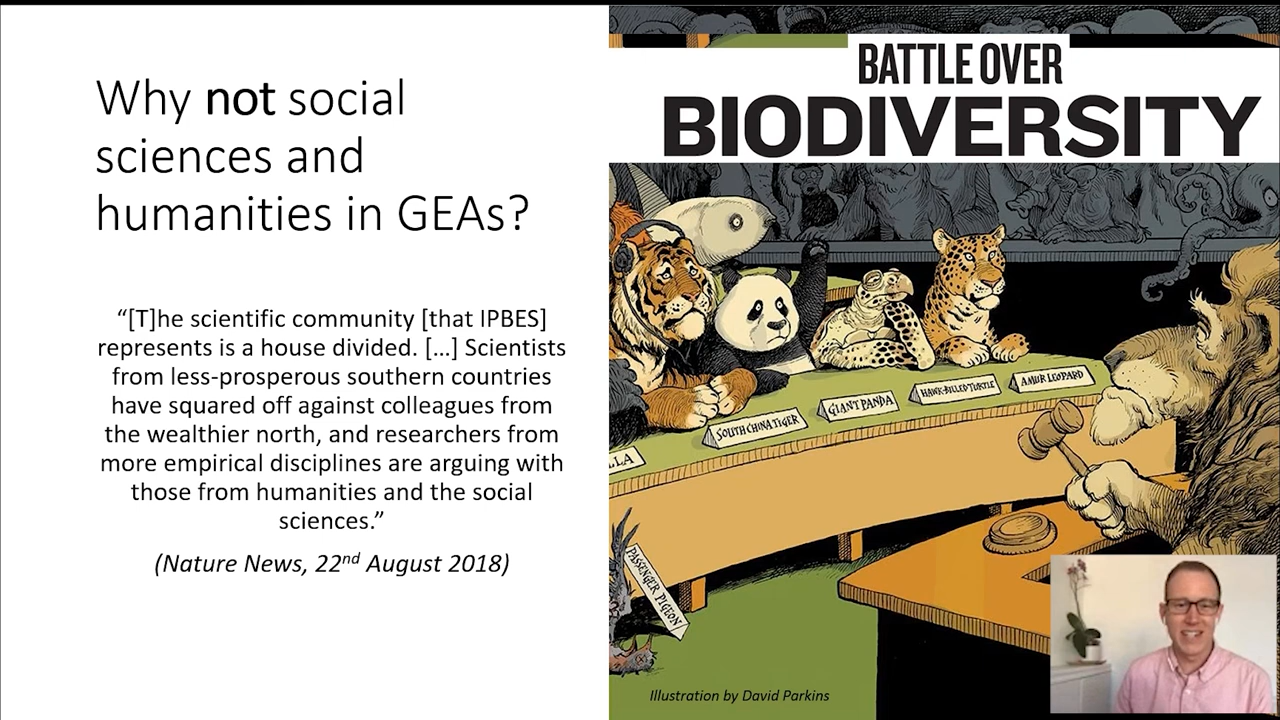 Why not social
sciences and
humanities in GEAs?
“[T]he scientific community [that IPBES]
represents is a house divided. […] Scientists
from less-prosperous southern countries
have squared off against colleagues from
the wealthier north, and researchers from
more empirical disciplines are arguing with
those from humanities and the social
sciences.”
(Nature News, 22nd August 2018)
BATTLE OVER
BIODIVERSITY
LLA
SOUTH CHINA TIGER
GIANT PANDA
HAWK-BILLED TURTLE
AMUR LEOPARD
PASSENGER PIGEON
Illustration by David Parkins